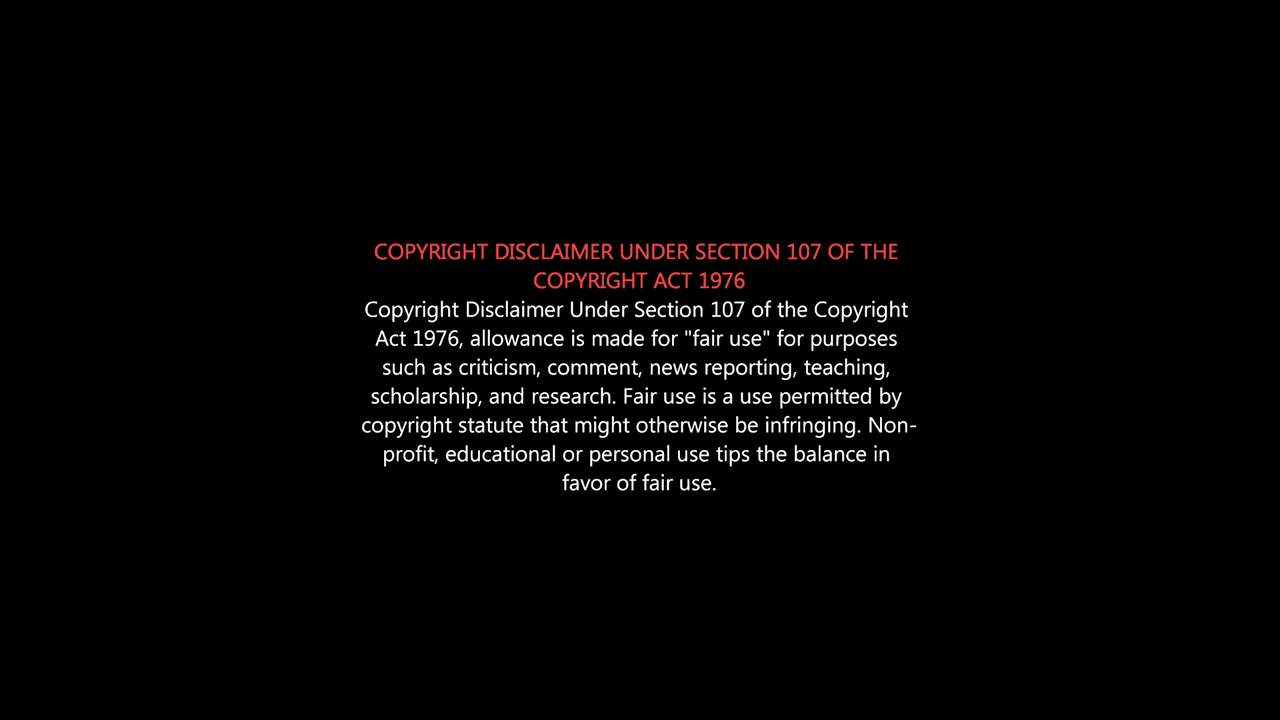 COPYRIGHT DISCLAIMER UNDER SECTION 107 OF THE
COPYRIGHT ACT 1976
Copyright Disclaimer Under Section 107 of the Copyright
Act 1976, allowance is made for "fair use" for purposes
such as criticism, comment, news reporting, teaching,
scholarship, and research. Fair use is a use permitted by
copyright statute that might otherwise be infringing. Non-
profit, educational or personal use tips the balance in
favor of fair use.